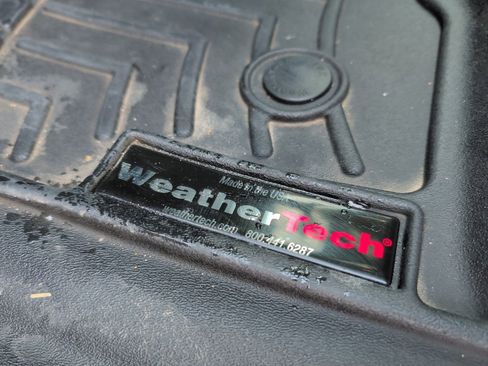 Made in the USA
WeatherTech®
weathertech.com 800.441.6287